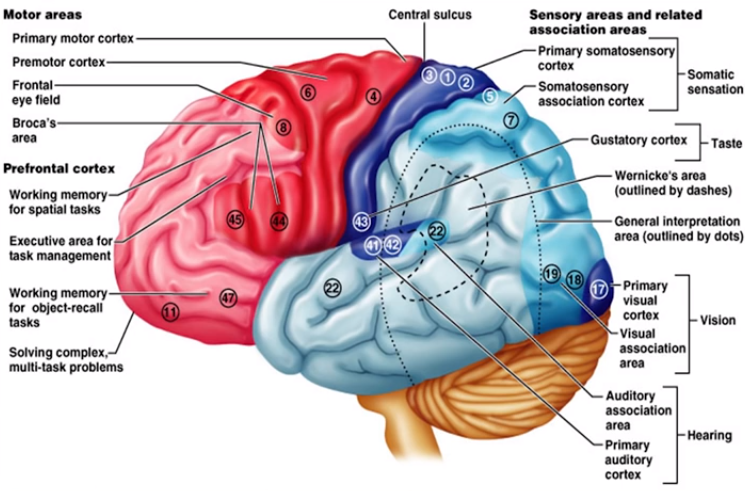 Motor areas
Primary motor cortex
Premotor cortex
Frontal
eye field
Broca's
area
Prefrontal cortex
Working memory
for spatial tasks
Executive area for
task management
Working memory
for object-recall
tasks
Solving complex,
multi-task problems
Central sulcus
Sensory areas and related
association areas
Primary somatosensory
cortex
Somatosensory
association cortex
Somatic
sensation
Gustatory cortex
Taste
Wernicke's area
(outlined by dashes)
General interpretation
area (outlined by dots)
Primary
visual
cortex
Visual
association
area
Vision
Auditory
association
area
Primary
auditory
cortex
Hearing
6
4
8
45
44
47
11
3
1
2
5
7
43
41
42
22
22
19
18
17